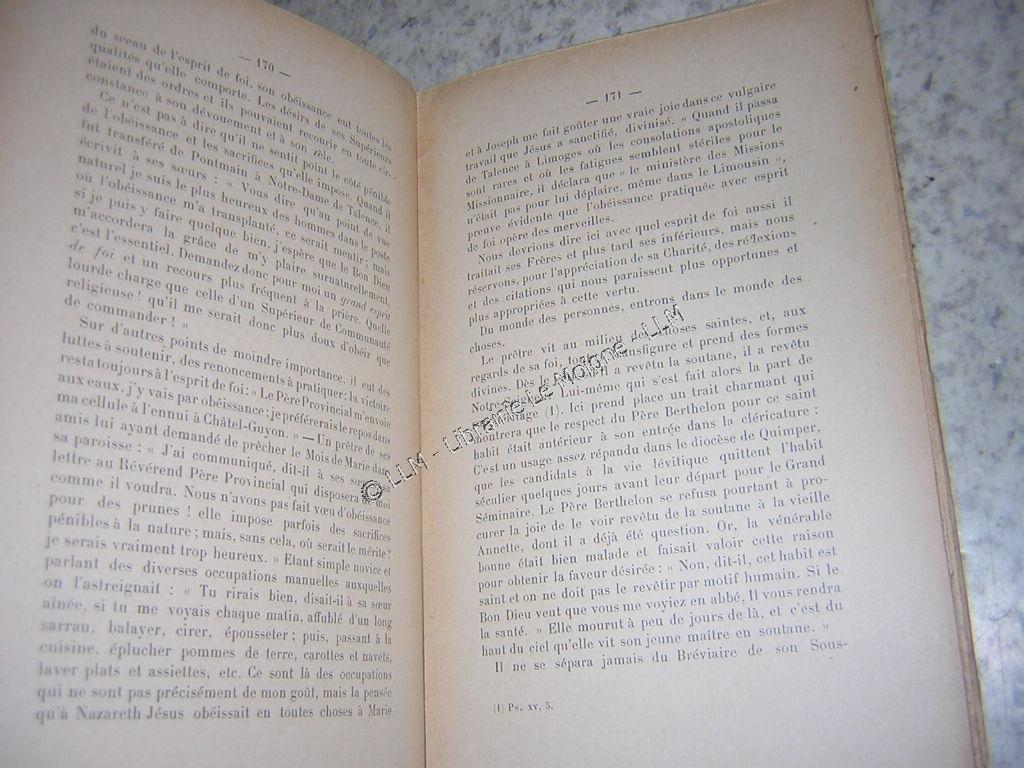 — 170 —
du sceau de l'esprit de foi, son obéissance eut toutes les
qualités qu'elle comporte. Les désirs de ses Supérieurs
étaient des ordres et ils pouvaient recourir en toute cir-
constance à son dévouement et à son zèle.
Ce n'est pas à dire qu'il ne sentit point le côté pénible
de l'obéissance et les sacrifices qu'elle impose. Quand il
fut transféré de Pontmain à Notre-Dame de Talence, il
écrivit à ses sœurs : « Vous dire qu'au point de vue
naturel je suis le plus heureux des hommes dans le poste
où l'obéissance m'a transplanté, ce serait mentir ; mais
si je puis y faire quelque bien, j'espère que le Bon Dieu
m'accordera la grâce de m'y plaire surnaturellement,
c'est l'essentiel. Demandez donc pour moi un grand esprit
de foi et un recours plus fréquent à la prière. Quelle
lourde charge que celle d'un Supérieur de Communauté
religieuse ! qu'il me serait donc plus doux d'obéir que
de commander ! »
Sur d'autres points de moindre importance, il eut des
luttes à soutenir, des renoncements à pratiquer ; la victoire
resta toujours à l'esprit de foi : « Le Père Provincial m'envoie
aux eaux, j'y vais par obéissance ; je préférerais le repos dans
ma cellule à l'ennui à Châtel-Guyon. » — Un prêtre de ses
amis lui ayant demandé de prêcher le Mois de Marie dans
sa paroisse : « J'ai communiqué, dit-il à ses sœurs,
lettre au Révérend Père Provincial qui disposera de moi
comme il voudra. Nous n'avons pas fait vœu d'obéissance
pour des prunes ! elle impose parfois des sacrifices
pénibles à la nature ; mais, sans cela, où serait le mérite ?
je serais vraiment trop heureux. » Etant simple novice et
parlant des diverses occupations manuelles auxquelles
on l'astreignait : « Tu rirais bien, disait-il à sa sœur
aînée, si tu me voyais chaque matin, affublé d'un long
sarrau, balayer, cirer, épousseter ; puis, passant à la
cuisine, éplucher pommes de terre, carottes et navets,
laver plats et assiettes, etc. Ce sont là des occupations
qui ne sont pas précisément de mon goût, mais la pensée
qu'à Nazareth Jésus obéissait en toutes choses à Marie
— 171 —
et à Joseph me fait goûter une vraie joie dans ce vulgaire
travail que Jésus a sanctifié, divinisé. » Quand il passa
de Talence à Limoges où les consolations apostoliques
sont rares et où les fatigues semblent stériles pour le
Missionnaire, il déclara que « le ministère des Missions
n'était pas pour lui déplaire, même dans le Limousin »,
preuve évidente que l'obéissance pratiquée avec esprit
de foi opère des merveilles.
Nous devrions dire ici avec quel esprit de foi aussi il
traitait ses Frères et plus tard ses inférieurs, mais nous
réservons, pour l'appréciation de sa Charité, des réflexions
et des citations qui nous paraissent plus opportunes et
plus appropriées à cette vertu.
Du monde des personnes, entrons dans le monde des
choses.
Le prêtre vit au milieu des choses saintes, et, aux
regards de sa foi, tout se transfigure et prend des formes
divines. Dès le jour où il a revêtu la soutane, il a revêtu
Notre-Seigneur Lui-même qui s'est fait alors la part de
son héritage (1). Ici prend place un trait charmant qui
montrera que le respect du Père Berthelon pour ce saint
habit était antérieur à son entrée dans la cléricature :
C'est un usage assez répandu dans le diocèse de Quimper,
que les candidats à la vie lévitique quittent l'habit
séculier quelques jours avant leur départ pour le Grand
Séminaire. Le Père Berthelon se refusa pourtant à pro-
curer la joie de le voir revêtu de la soutane à la vieille
Annette, dont il a déjà été question. Or, la vénérable
bonne était bien malade et faisait valoir cette raison
pour obtenir la faveur désirée : « Non, dit-il, cet habit est
saint et on ne doit pas le revêtir par motif humain. Si le
Bon Dieu veut que vous me voyiez en abbé, Il vous rendra
la santé. » Elle mourut à peu de jours de là, et c'est du
haut du ciel qu'elle vit son jeune maître en soutane. »
Il ne se sépara jamais du Bréviaire de son Sous-
(1) Ps. xv, 5.
© LLM - Librairie Le Molone - LLM